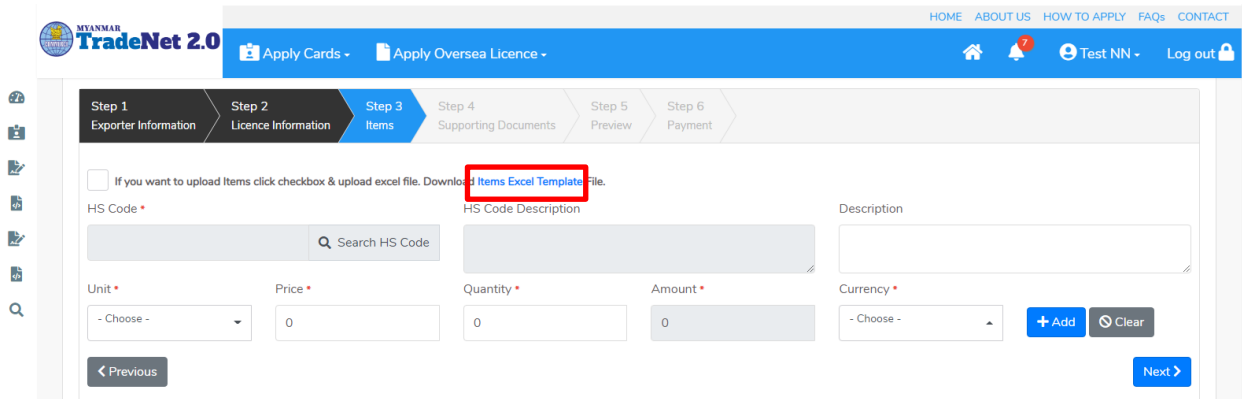 HOME ABOUT US HOW TO APPLY FAQs CONTACT
MYANMAR
TradeNet 2.0
Apply Cards Apply Oversea Licence 7 Test NN Log out
Step 1 Step 2 Step 3 Step 4 Step 5 Step 6
Exporter Information Licence Information Items Supporting Documents Preview Payment
If you want to upload Items click checkbox & upload excel file. Download Items Excel Template File.
HS Code * HS Code Description Description
Search HS Code
Unit * Price * Quantity * Amount * Currency *
- Choose - 0 0 0 - Choose - + Add Clear
Previous Next